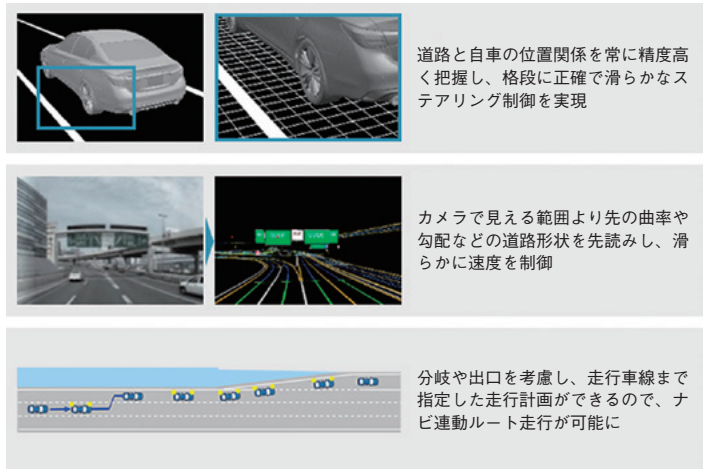 道路と自車の位置関係を常に精度高
く把握し、格段に正確で滑らかなス
テアリング制御を実現
カメラで見える範囲より先の曲率や
勾配などの道路形状を先読みし、滑
らかに速度を制御
分岐や出口を考慮し、走行車線まで
指定した走行計画ができるので、ナ
ビ連動ルート走行が可能に